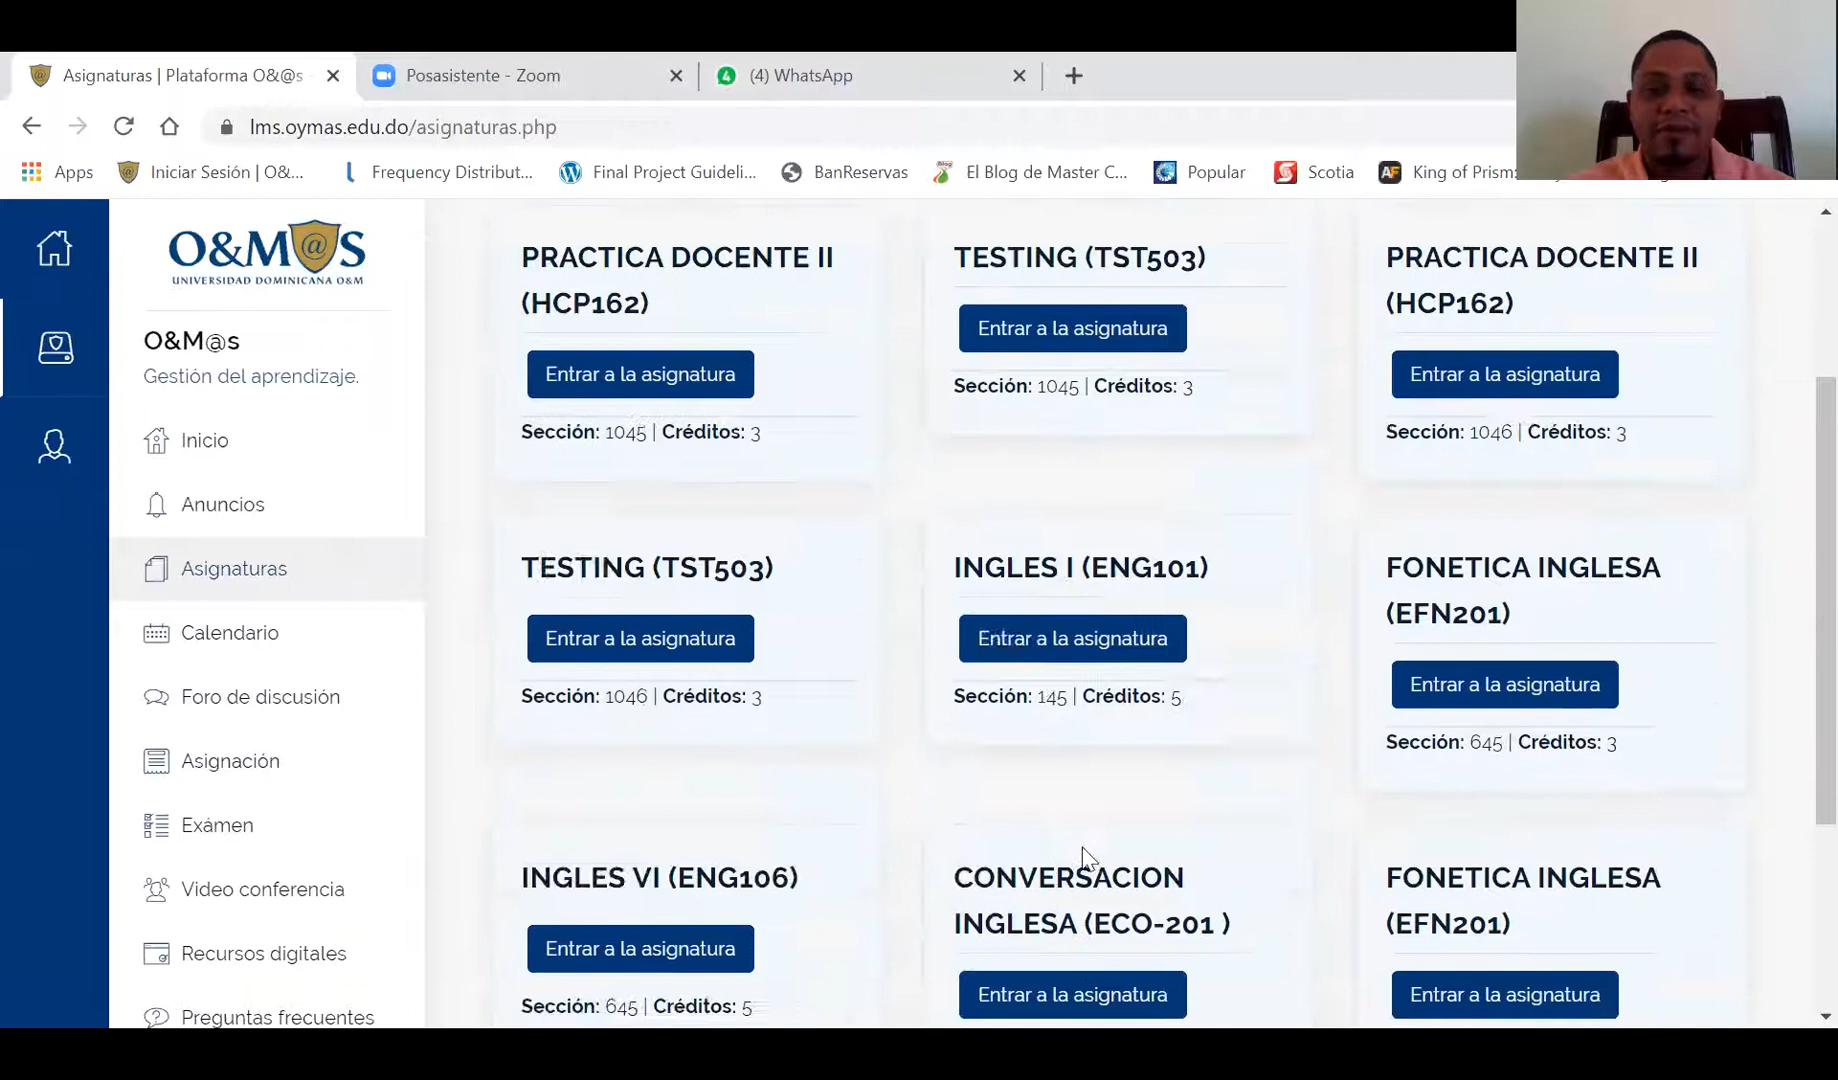 Asignaturas | Plataforma O&@s
Posasistente - Zoom
(4) WhatsApp
lms.oymas.edu.do/asignaturas.php
Apps
Iniciar Sesión | O&...
Frequency Distribut...
Final Project Guideli...
BanReservas
El Blog de Master C...
Popular
Scotia
King of Prism:
O&M@S
UNIVERSIDAD DOMINICANA O&M
O&M@s
Gestión del aprendizaje.
Inicio
Anuncios
Asignaturas
Calendario
Foro de discusión
Asignación
Exámen
Video conferencia
Recursos digitales
Preguntas frecuentes
PRACTICA DOCENTE II
(HCP162)
Entrar a la asignatura
Sección: 1045 | Créditos: 3
TESTING (TST503)
Entrar a la asignatura
Sección: 1045 | Créditos: 3
PRACTICA DOCENTE II
(HCP162)
Entrar a la asignatura
Sección: 1046 | Créditos: 3
TESTING (TST503)
Entrar a la asignatura
Sección: 1046 | Créditos: 3
INGLES I (ENG101)
Entrar a la asignatura
Sección: 145 | Créditos: 5
FONETICA INGLESA
(EFN201)
Entrar a la asignatura
Sección: 645 | Créditos: 3
INGLES VI (ENG106)
Entrar a la asignatura
Sección: 645 | Créditos: 5
CONVERSACION
INGLESA (ECO-201 )
Entrar a la asignatura
FONETICA INGLESA
(EFN201)
Entrar a la asignatura